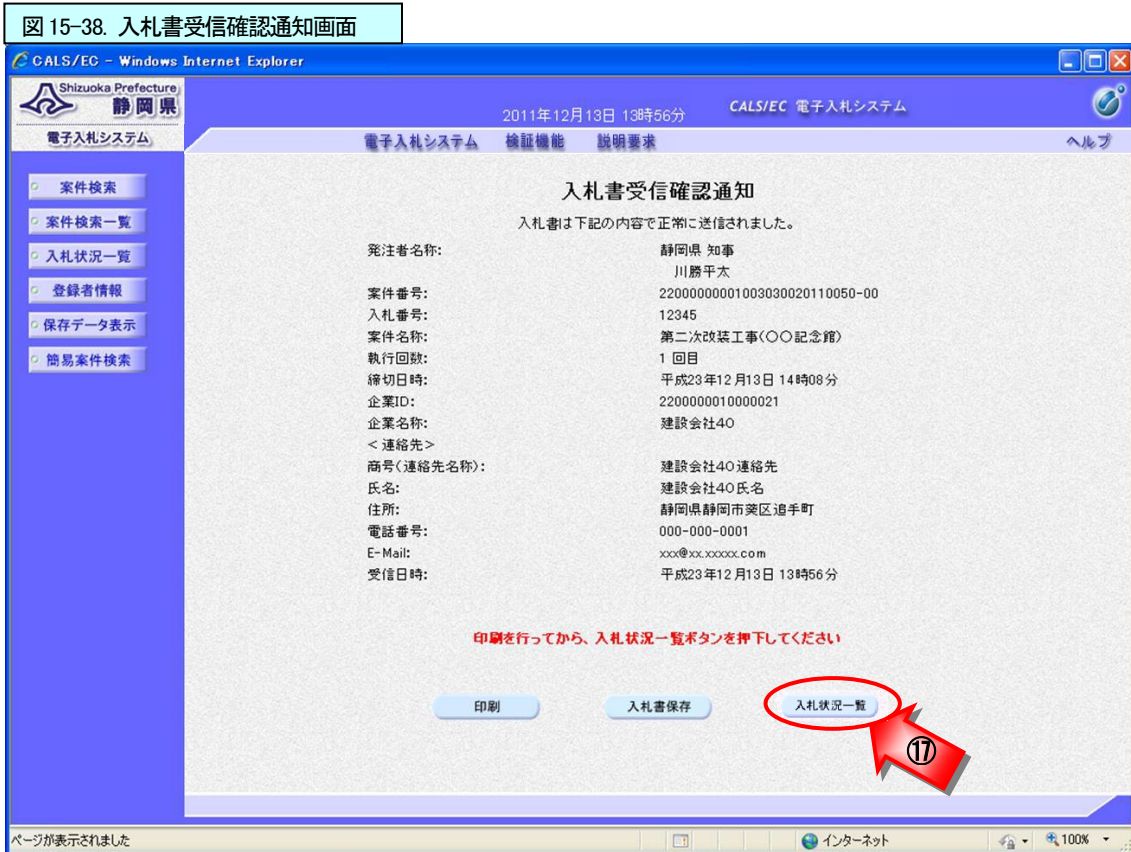 図 15-38. 入札書受信確認通知画面
CALS/EC - Windows Internet Explorer
Shizuoka Prefecture
静岡県
電子入札システム
2011年12月13日 13時56分
CALS/EC 電子入札システム
電子入札システム 検証機能 説明要求 ヘルプ
案件検索
案件検索一覧
入札状況一覧
登録者情報
保存データ表示
簡易案件検索
入札書受信確認通知
入札書は下記の内容で正常に送信されました。
発注者名称: 静岡県 知事
川勝平太
案件番号: 22000000001003030020110050-00
入札番号: 12345
案件名称: 第二次改装工事(〇〇記念館)
執行回数: 1 回目
締切日時: 平成23年12月13日 14時08分
企業ID: 2200000010000021
企業名称: 建設会社40
<連絡先>
商号(連絡先名称): 建設会社40連絡先
氏名: 建設会社40氏名
住所: 静岡県静岡市葵区追手町
電話番号: 000-000-0001
E-Mail: xxx@xx.xxxxx.com
受信日時: 平成23年12月13日 13時56分
印刷を行ってから、入札状況一覧ボタンを押下してください
印刷 入札書保存 入札状況一覧
⑰
ページが表示されました インターネット 100%